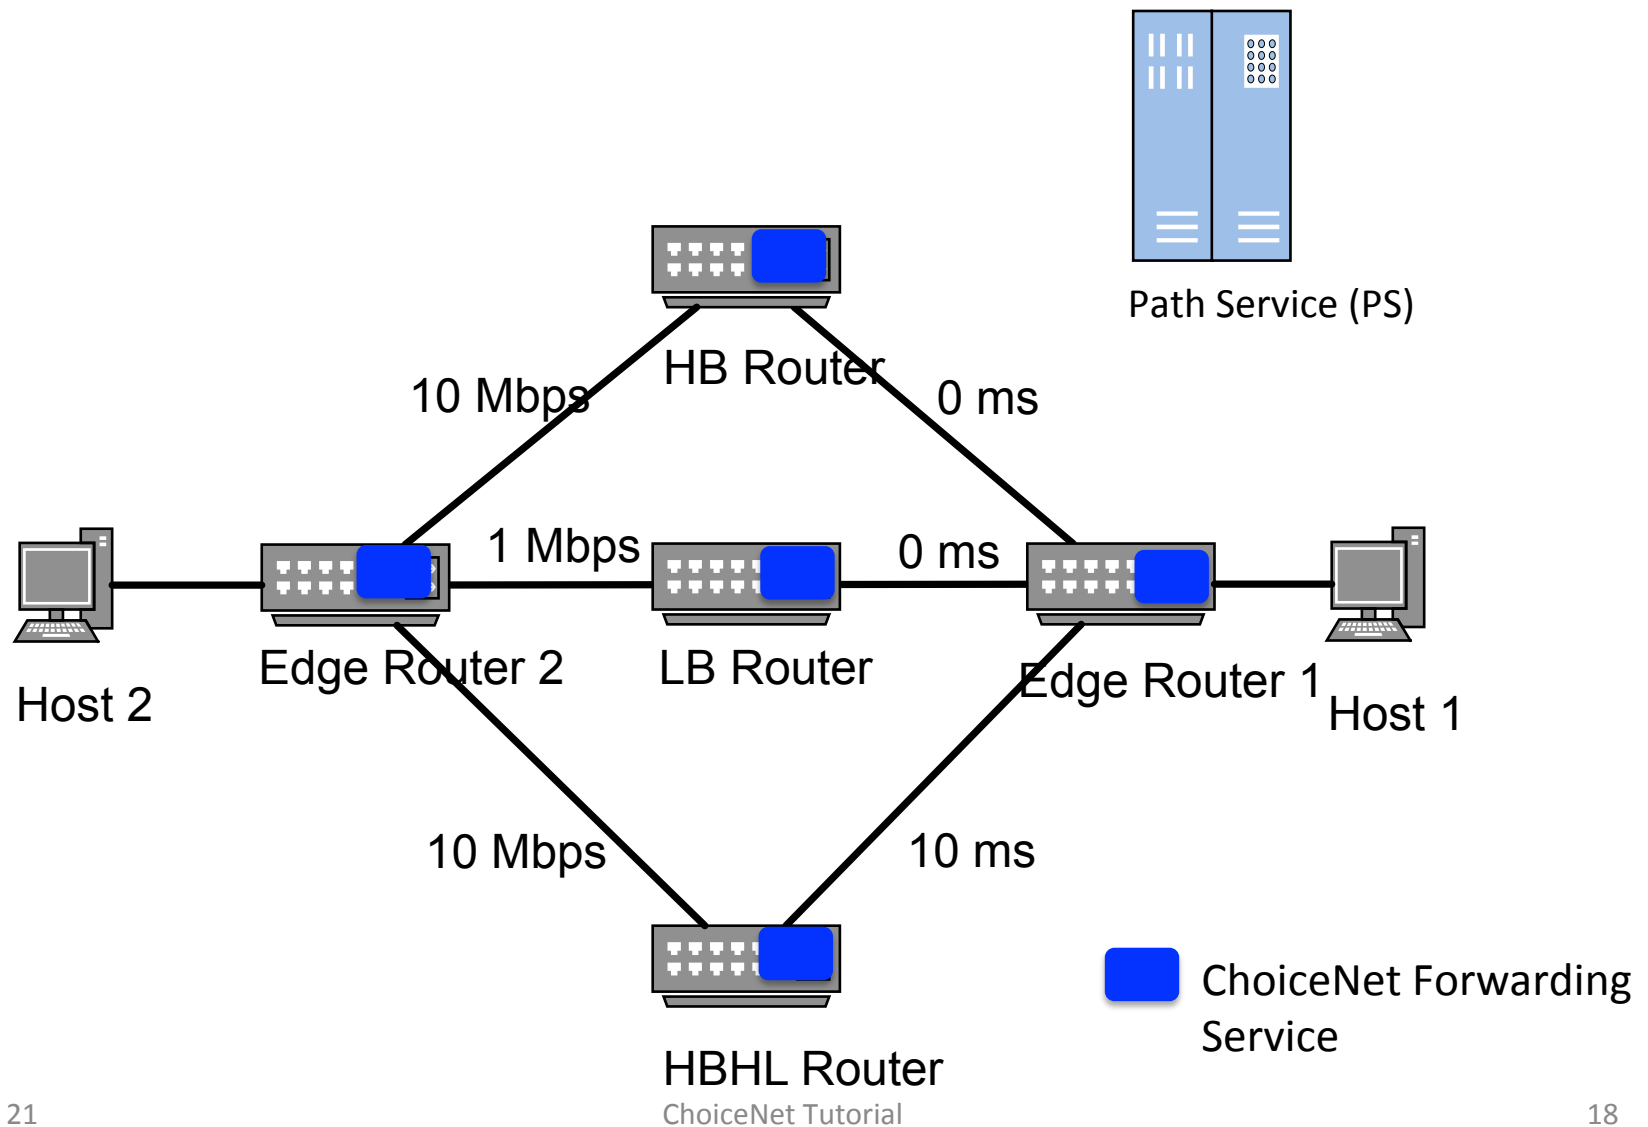 Path Service (PS)
HB Router
10 Mbps
0 ms
1 Mbps
0 ms
Edge Router 2
LB Router
Edge Router 1
Host 2
Host 1
10 Mbps
10 ms
ChoiceNet Forwarding
Service
HBHL Router
21
ChoiceNet Tutorial
18